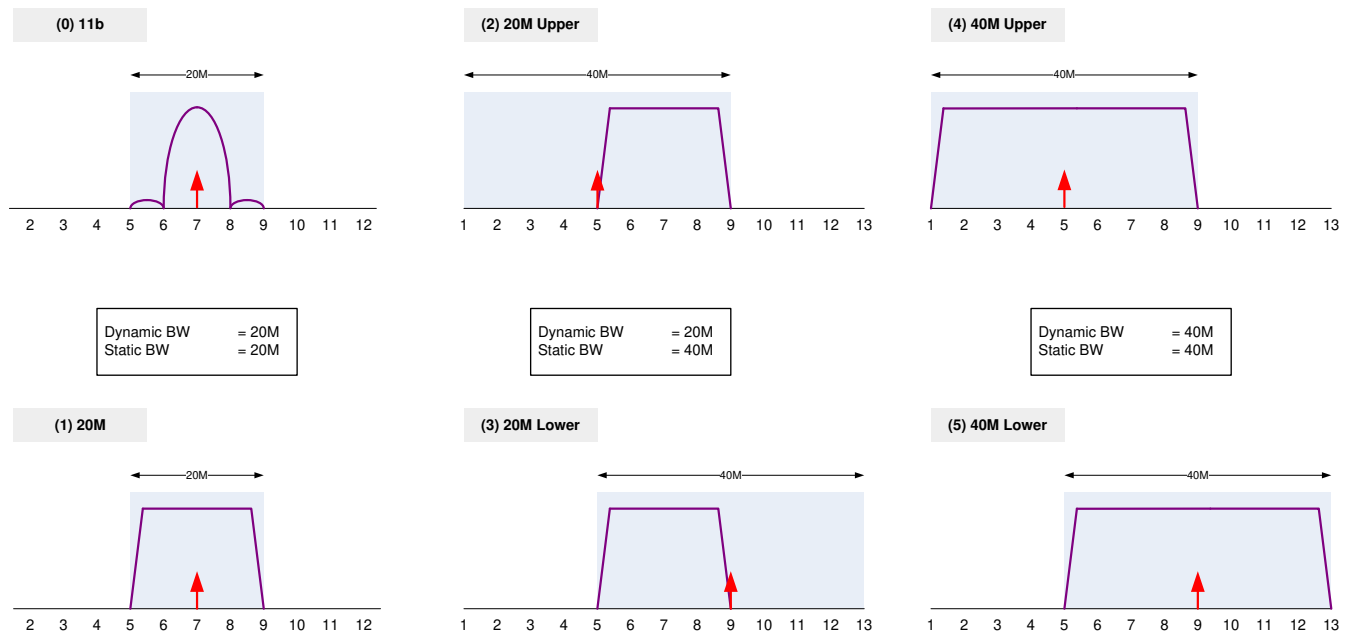 (0) 11b
(2) 20M Upper
(4) 40M Upper
20M
40M
40M
2 3 4 5 6 7 8 9 10 11 12
1 2 3 4 5 6 7 8 9 10 11 12 13
1 2 3 4 5 6 7 8 9 10 11 12 13
Dynamic BW = 20M
Static BW = 20M
Dynamic BW = 20M
Static BW = 40M
Dynamic BW = 40M
Static BW = 40M
(1) 20M
(3) 20M Lower
(5) 40M Lower
20M
40M
40M
2 3 4 5 6 7 8 9 10 11 12
1 2 3 4 5 6 7 8 9 10 11 12 13
1 2 3 4 5 6 7 8 9 10 11 12 13